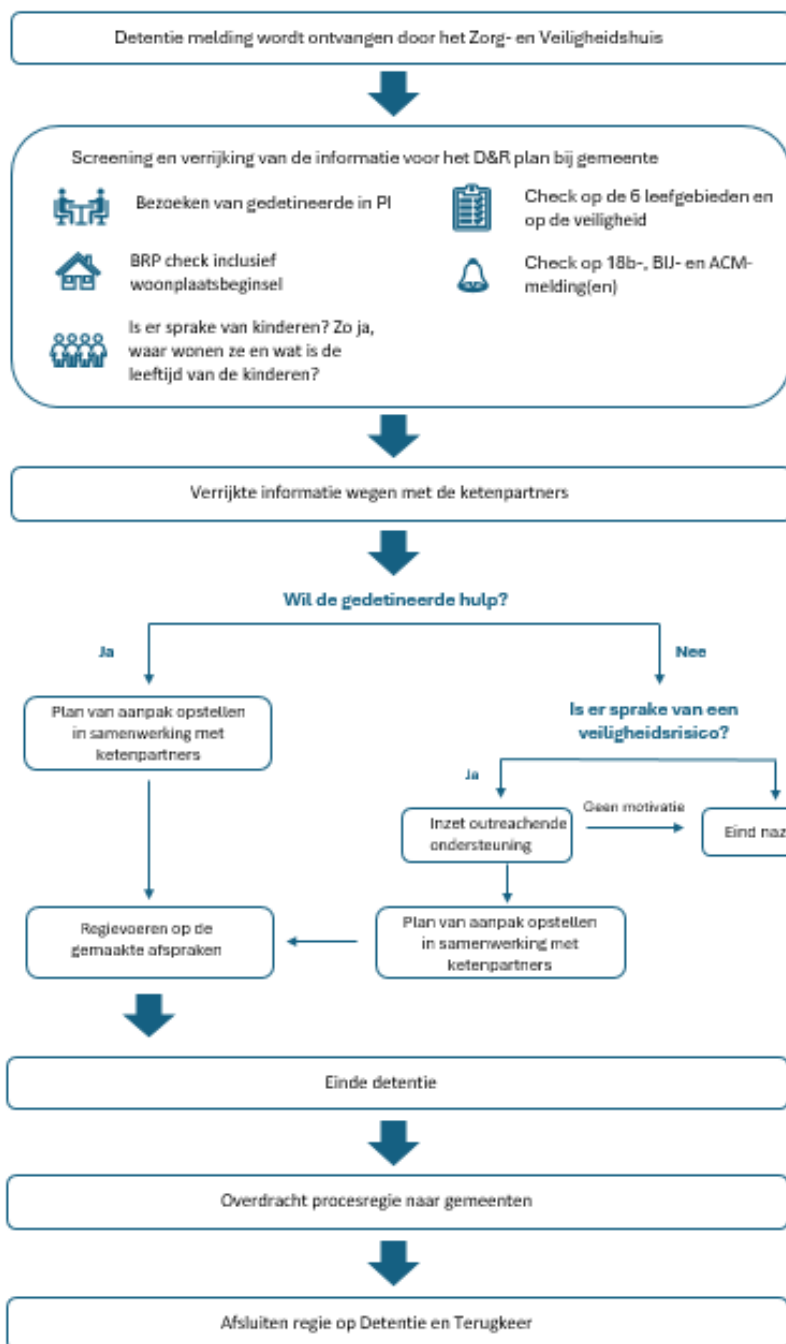 Detentie melding wordt ontvangen door het Zorg- en Veiligheidshuis
Screening en verrijking van de informatie voor het D&R plan bij gemeente
Bezoeken van gedetineerde in PI
Check op de 6 leefgebieden en
op de veiligheid
BRP check inclusief
woonplaatsbeginsel
Check op 18b-, BIJ- en ACM-
melding(en)
Is er sprake van kinderen? Zo ja,
waar wonen ze en wat is de
leeftijd van de kinderen?
Verrijkte informatie wegen met de ketenpartners
Wil de gedetineerde hulp?
Ja
Nee
Plan van aanpak opstellen
in samenwerking met
ketenpartners
Is er sprake van een
veiligheidsrisico?
Ja
Inzet outreachende
ondersteuning
Geen motivatie
Eind naz
Regievoeren op de
gemaakte afspraken
Plan van aanpak opstellen
in samenwerking met
ketenpartners
Einde detentie
Overdracht procesregie naar gemeenten
Afsluiten regie op Detentie en Terugkeer